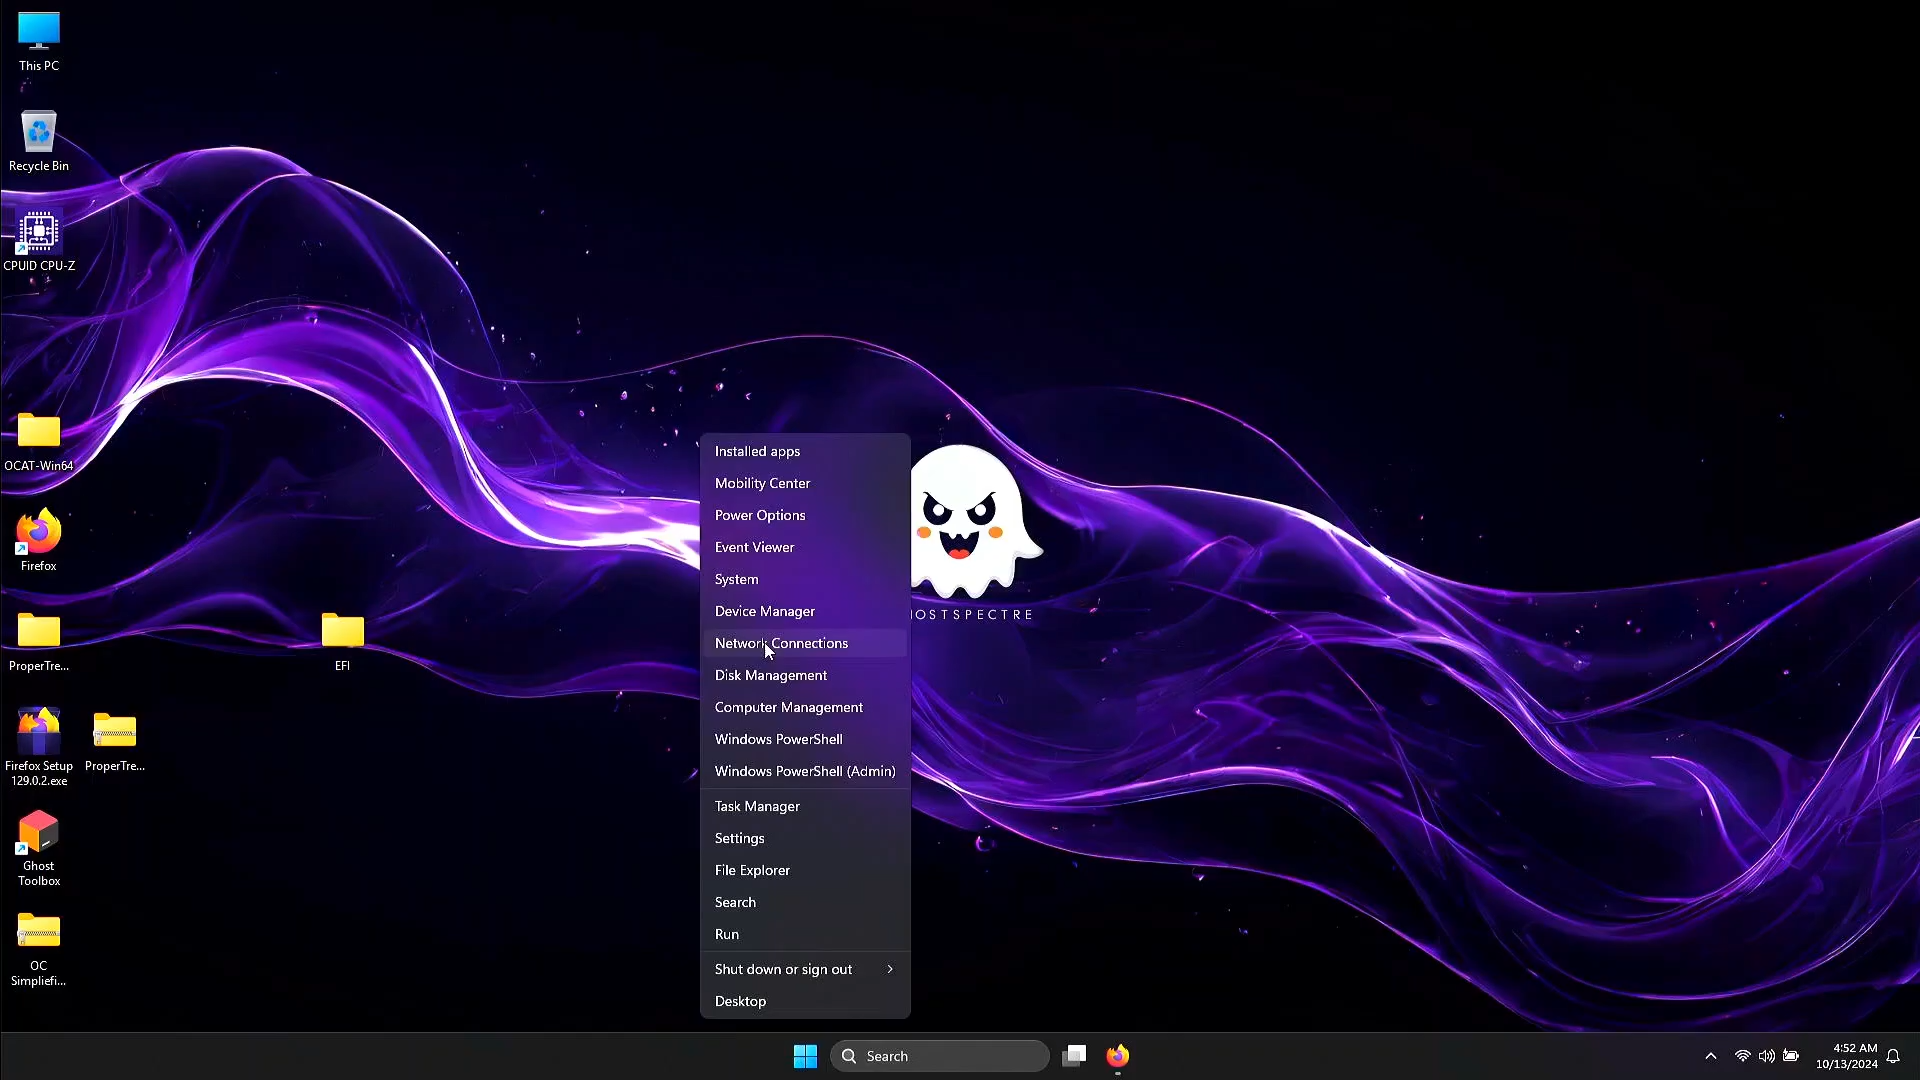 This PC
Recycle Bin
CPUID CPU-Z
OCAT-Win64
Firefox
ProperTre...
EFI
Firefox Setup
129.0.2.exe
ProperTre...
Ghost
Toolbox
OC
Simpliefi...
Installed apps
Mobility Center
Power Options
Event Viewer
System
Device Manager
Network Connections
Disk Management
Computer Management
Windows PowerShell
Windows PowerShell (Admin)
Task Manager
Settings
File Explorer
Search
Run
Shut down or sign out
Desktop
OSTSPECTRE
Search
4:52 AM
10/13/2024